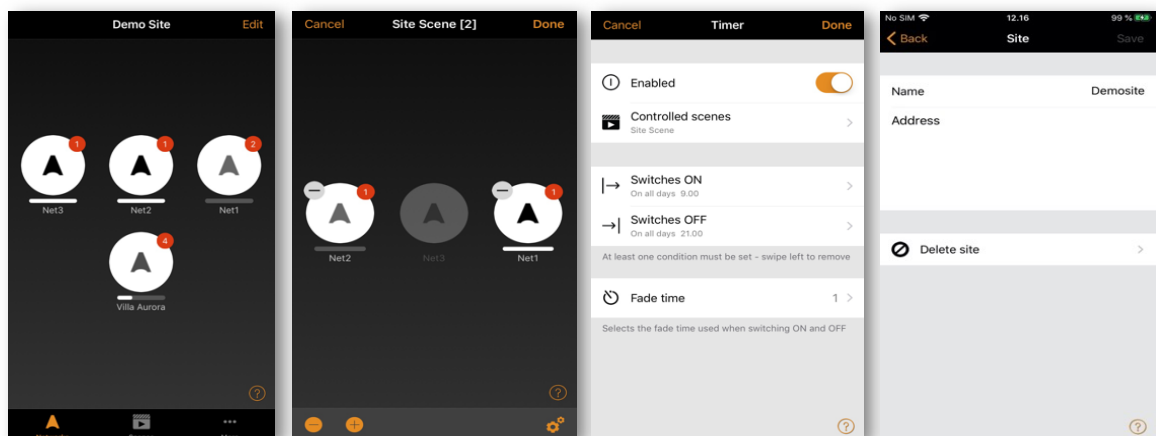 Demo Site
Edit
1
1
2
Net3
Net2
Net1
4
Villa Aurora
?
Cancel
Site Scene [2]
Done
1
1
Net2
Net3
Net1
?
Cancel
Timer
Done
Enabled
Controlled scenes
Site Scene
Switches ON
On all days 9.00
Switches OFF
On all days 21.00
At least one condition must be set - swipe left to remove
Fade time
1
Selects the fade time used when switching ON and OFF
?
No SIM
12.16
99 %
Back
Site
Save
Name
Demosite
Address
Delete site
?